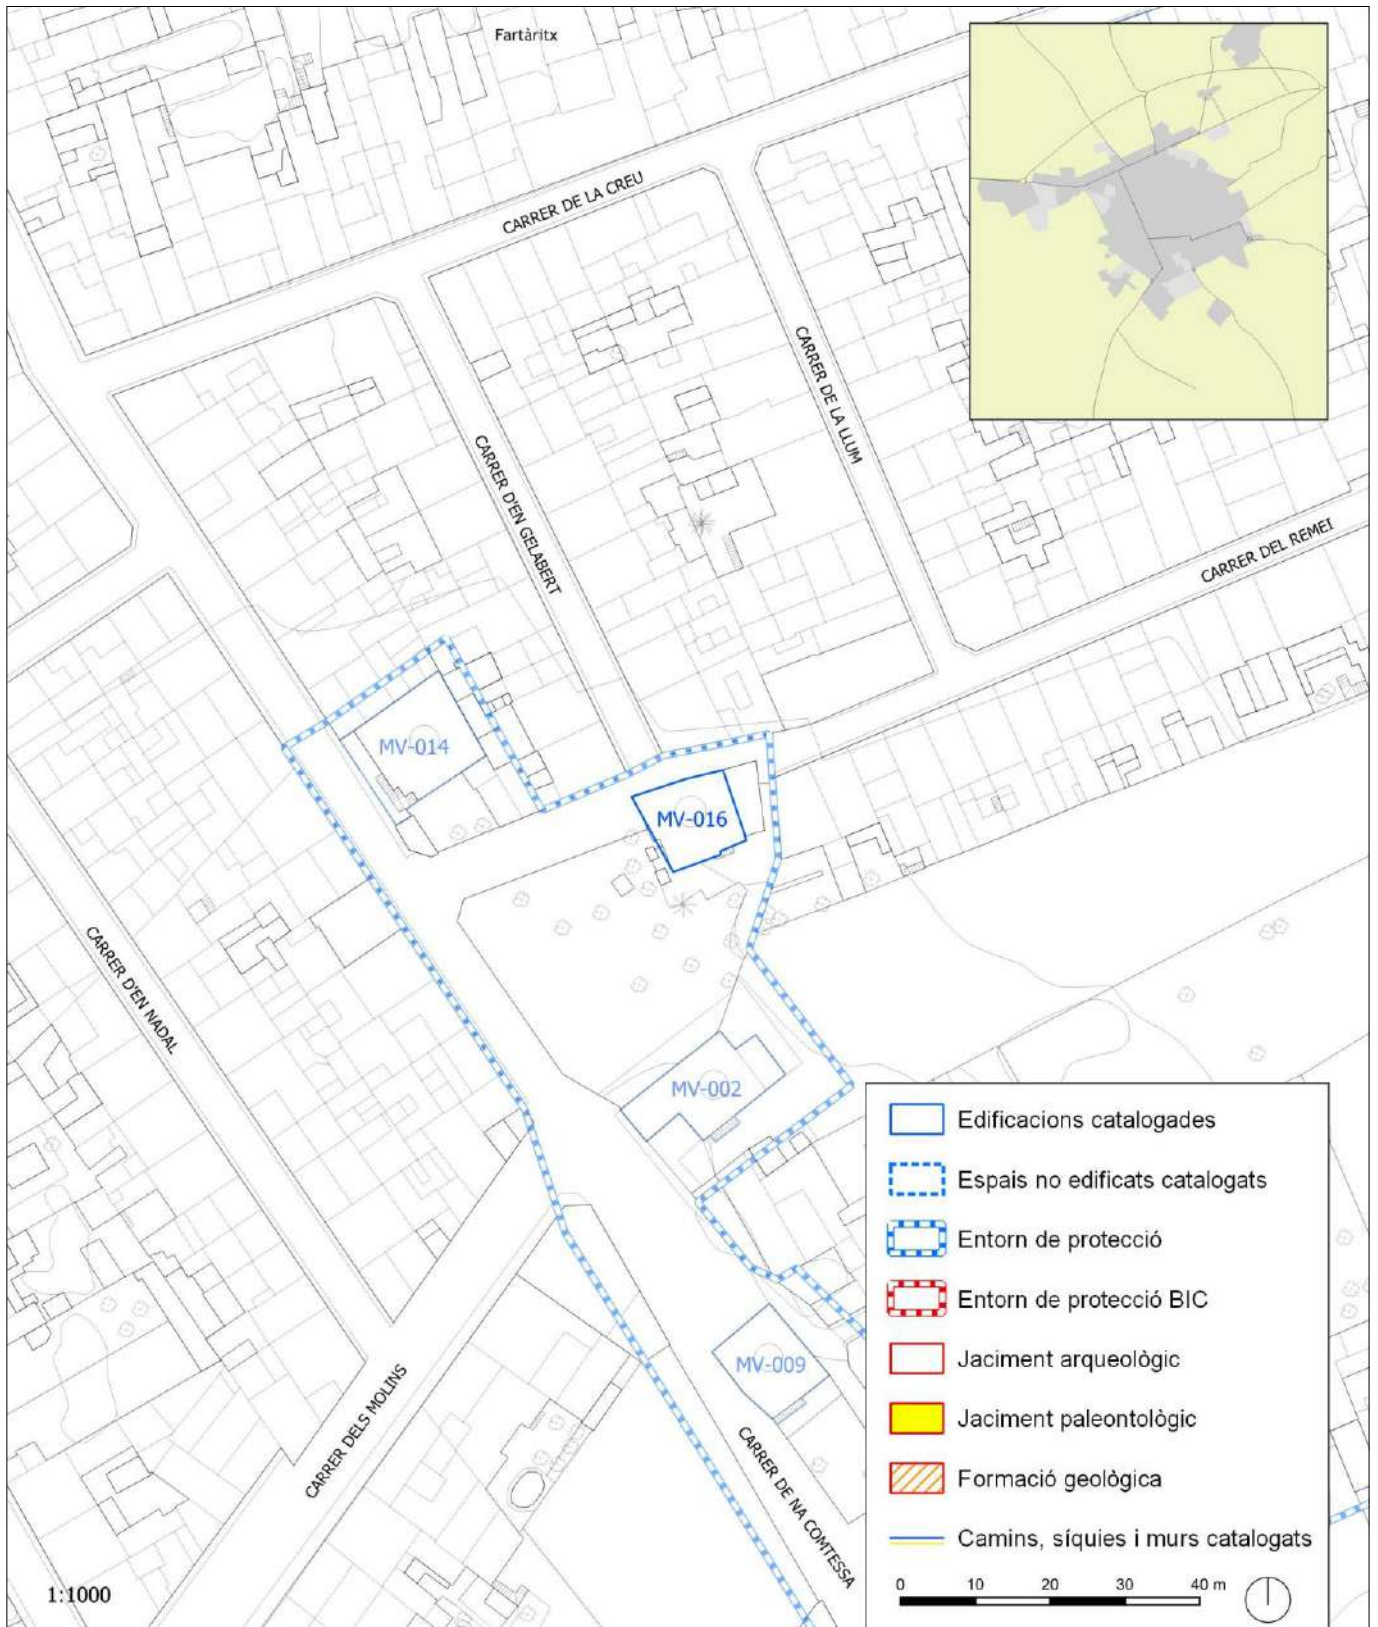 Fartàritx
CARRER DE LA CREU
CARRER DE LA LLUM
CARRER D'EN GELABERT
CARRER DEL REMEI
MV-014
MV-016
CARRER D'EN NADAL
MV-002
MV-009
CARRER DELS MOLINS
CARRER DE NA COMTESSA
Edificacions catalogades
Espais no edificats catalogats
Entorn de protecció
Entorn de protecció BIC
Jaciment arqueològic
Jaciment paleontològic
Formació geològica
Camins, síquies i murs catalogats
0 10 20 30 40 m
1:1000